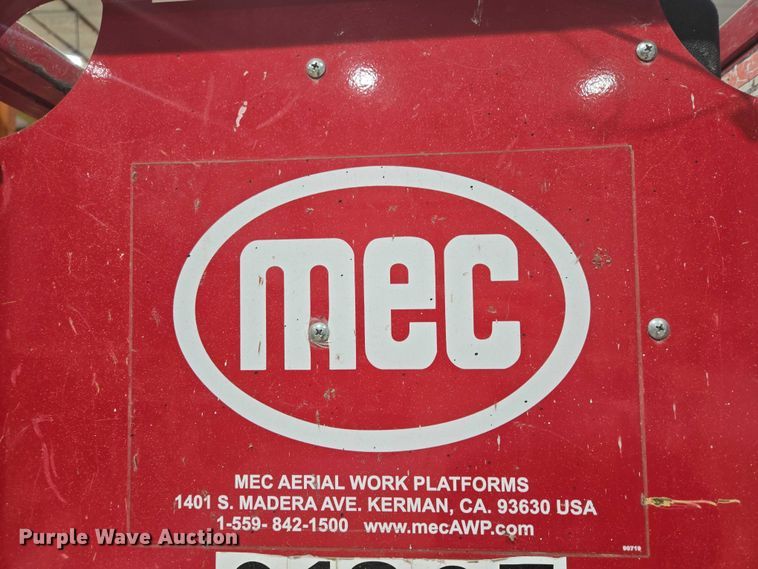 mec
MEC AERIAL WORK PLATFORMS
1401 S. MADERA AVE. KERMAN, CA. 93630 USA
1-559- 842-1500 www.mecAWP.com
90719
Purple Wave Auction